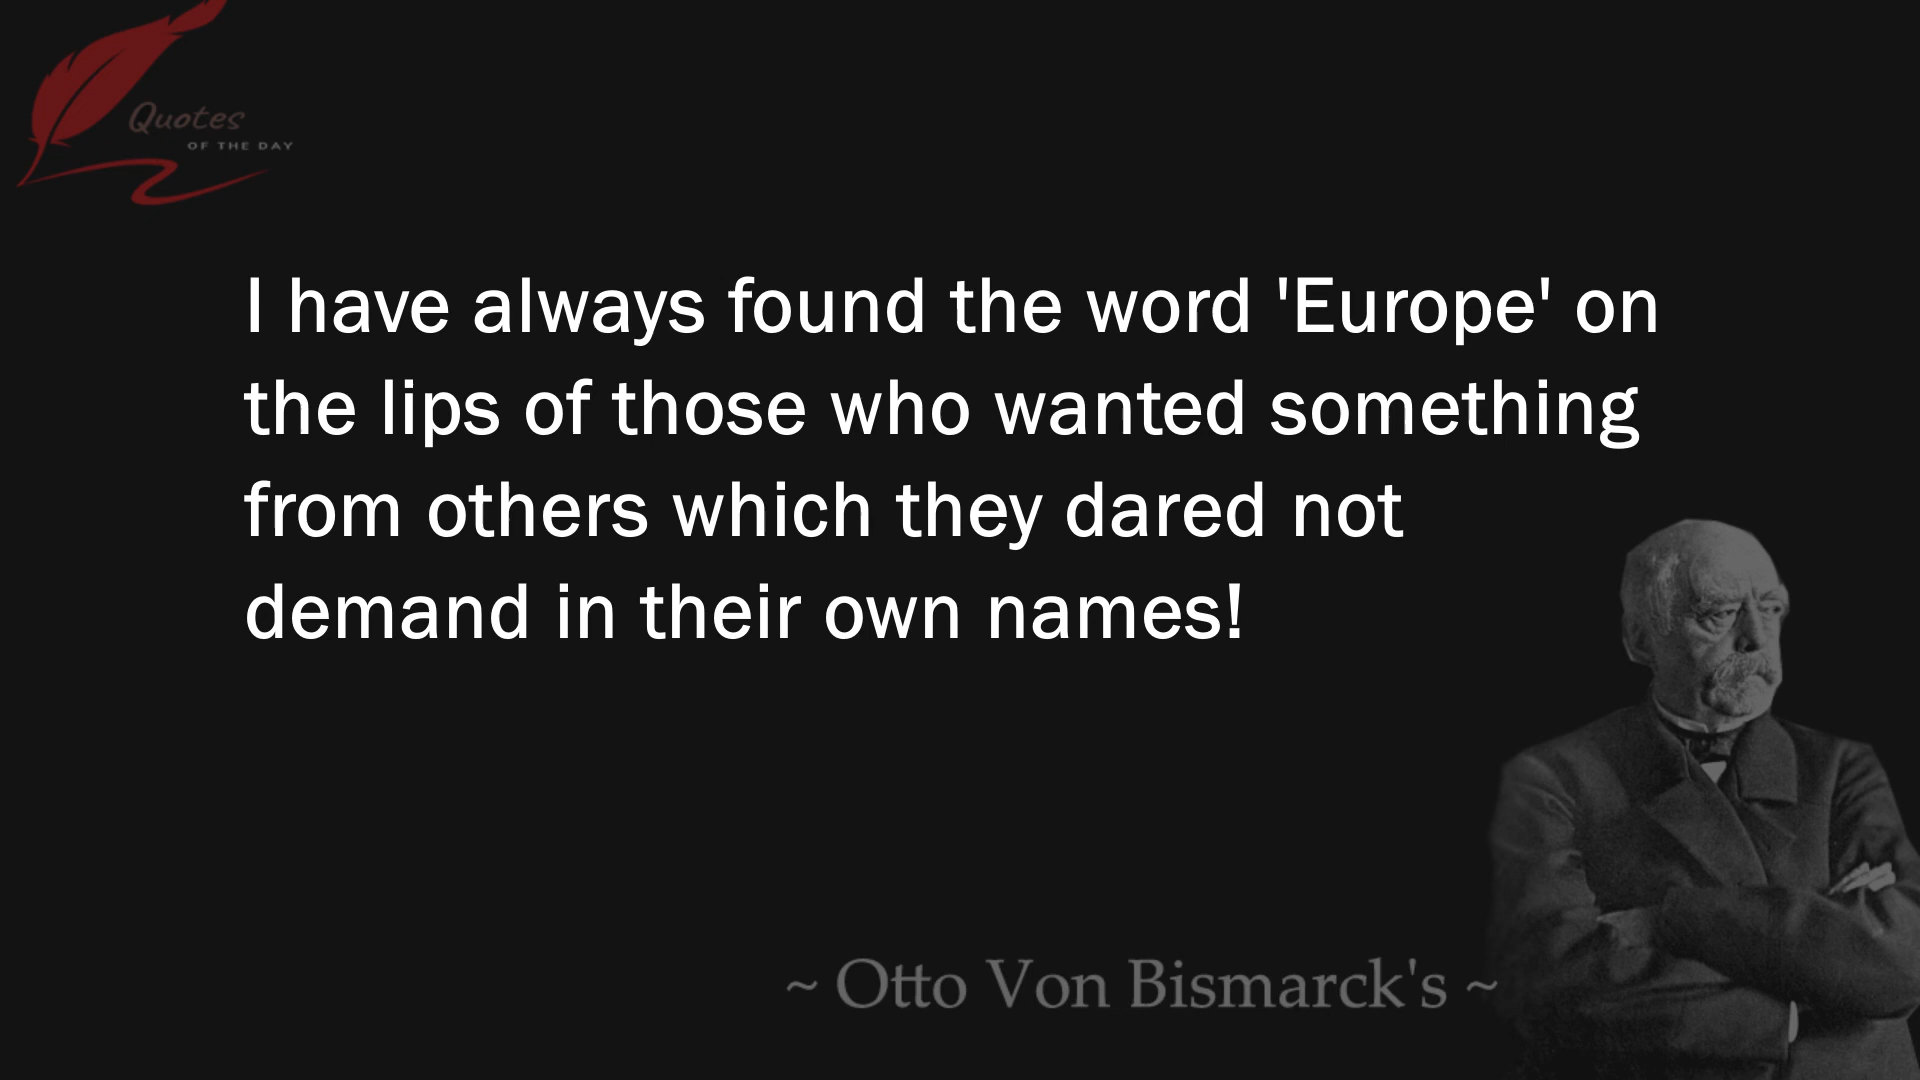 Quotes
OF THE DAY
I have always found the word 'Europe' on
the lips of those who wanted something
from others which they dared not
demand in their own names!
~ Otto Von Bismarck's ~